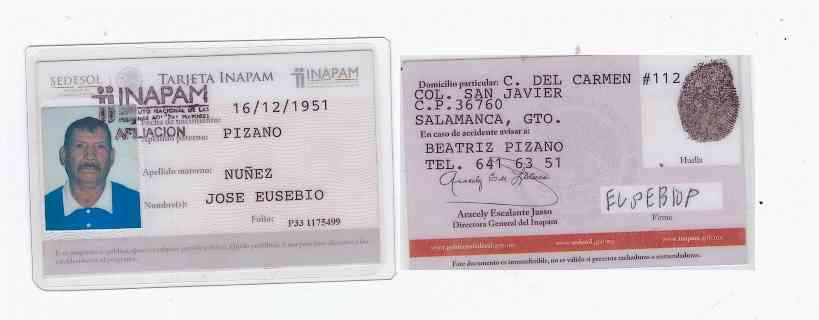 SEDESOL
TARJETA INAPAM
INAPAM
INAPAM
AFILIACION
Fecha de nacimiento: 16/12/1951
Apellido paterno: PIZANO
Apellido materno: NUÑEZ
Nombre(s): JOSE EUSEBIO
Folio: P33 1175499
Domicilio particular: C. DEL CARMEN #112
COL. SAN JAVIER
C.P.36760
SALAMANCA, GTO.
En caso de accidente avisar a:
BEATRIZ PIZANO
TEL. 641 63 51
Huella
Aracely Escalante Jasso
Directora General del Inapam
EUSEBIO P
Firma
www.sedesol.gob.mx
www.inapam.gob.mx
Este documento es intransferible, no es válido si presenta tachaduras o enmendaduras.